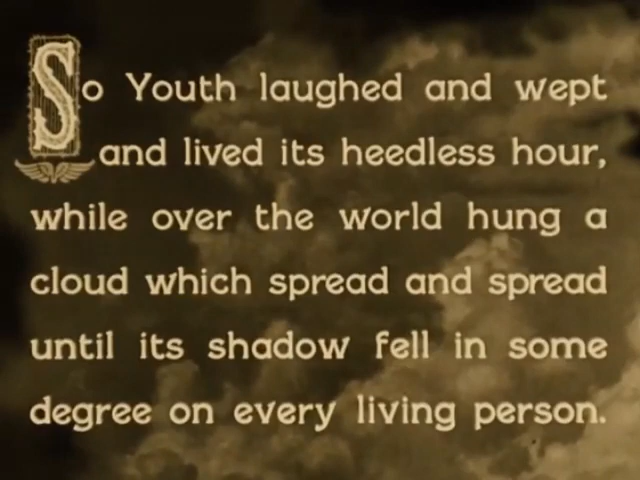 So Youth laughed and wept
and lived its heedless hour,
while over the world hung a
cloud which spread and spread
until its shadow fell in some
degree on every living person.